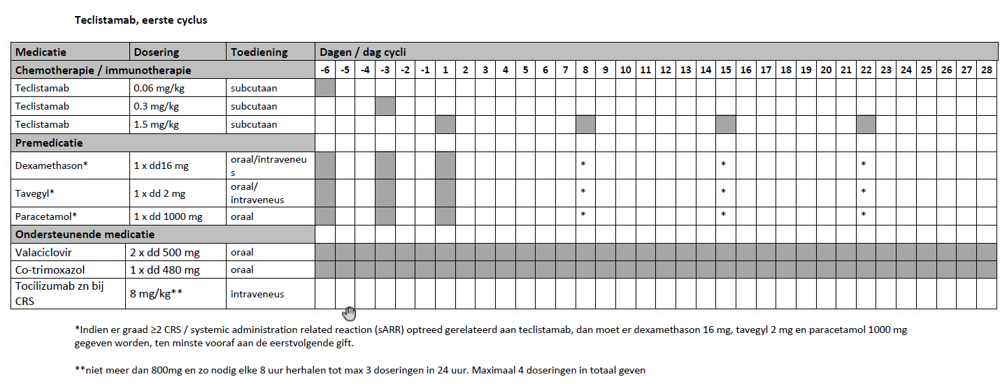 Teclistamab, eerste cyclus
Medicatie Dosering Toediening Dagen / dag cycli
Chemotherapie / immunotherapie -6 -5 -4 -3 -2 -1 1 2 3 4 5 6 7 8 9 10 11 12 13 14 15 16 17 18 19 20 21 22 23 24 25 26 27 28
Teclistamab 0.06 mg/kg subcutaan
Teclistamab 0.3 mg/kg subcutaan
Teclistamab 1.5 mg/kg subcutaan
Premedicatie
Dexamethason* 1 x dd16 mg oraal/intraveneu
s * * *
Tavegyl* 1 x dd 2 mg oraal/
intraveneus * * *
Paracetamol* 1 x dd 1000 mg oraal * * *
Ondersteunende medicatie
Valaciclovir 2 x dd 500 mg oraal
Co-trimoxazol 1 x dd 480 mg oraal
Tocilizumab zn bij
CRS 8 mg/kg** intraveneus
*Indien er graad ≥2 CRS / systemic administration related reaction (sARR) optreed gerelateerd aan teclistamab, dan moet er dexamethason 16 mg, tavegyl 2 mg en paracetamol 1000 mg
gegeven worden, ten minste vooraf aan de eerstvolgende gift.
**niet meer dan 800mg en zo nodig elke 8 uur herhalen tot max 3 doseringen in 24 uur. Maximaal 4 doseringen in totaal geven